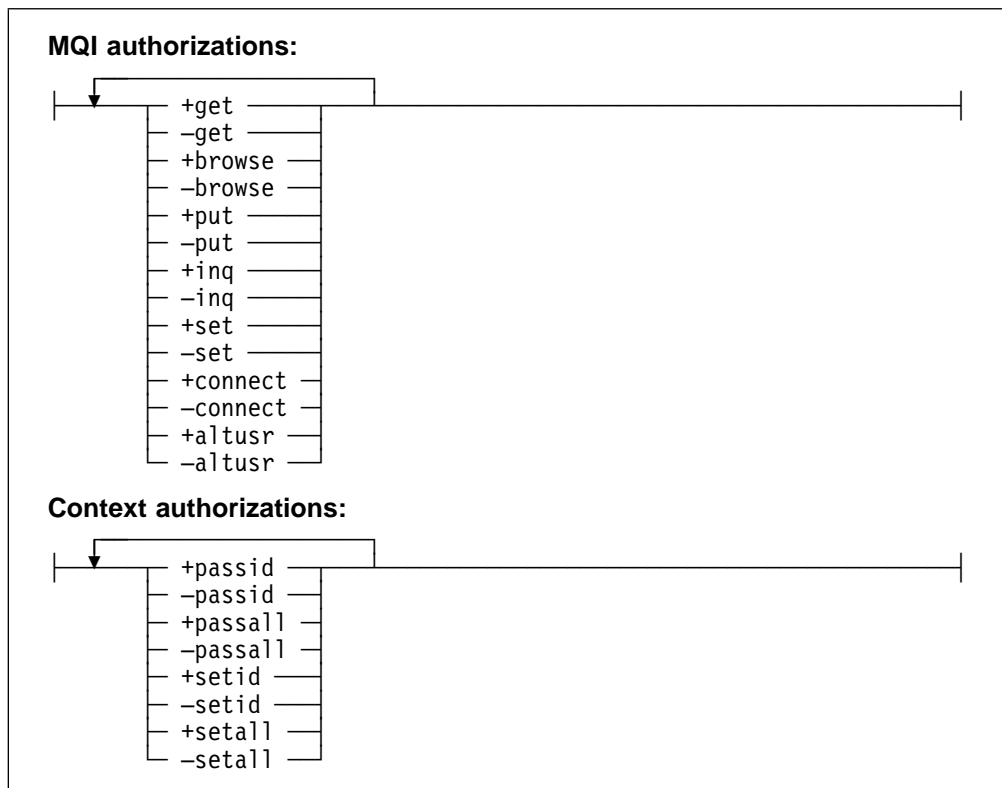 MQI authorizations:
+get
–get
+browse
–browse
+put
–put
+inq
–inq
+set
–set
+connect
–connect
+altusr
–altusr
Context authorizations:
+passid
–passid
+passall
–passall
+setid
–setid
+setall
–setall